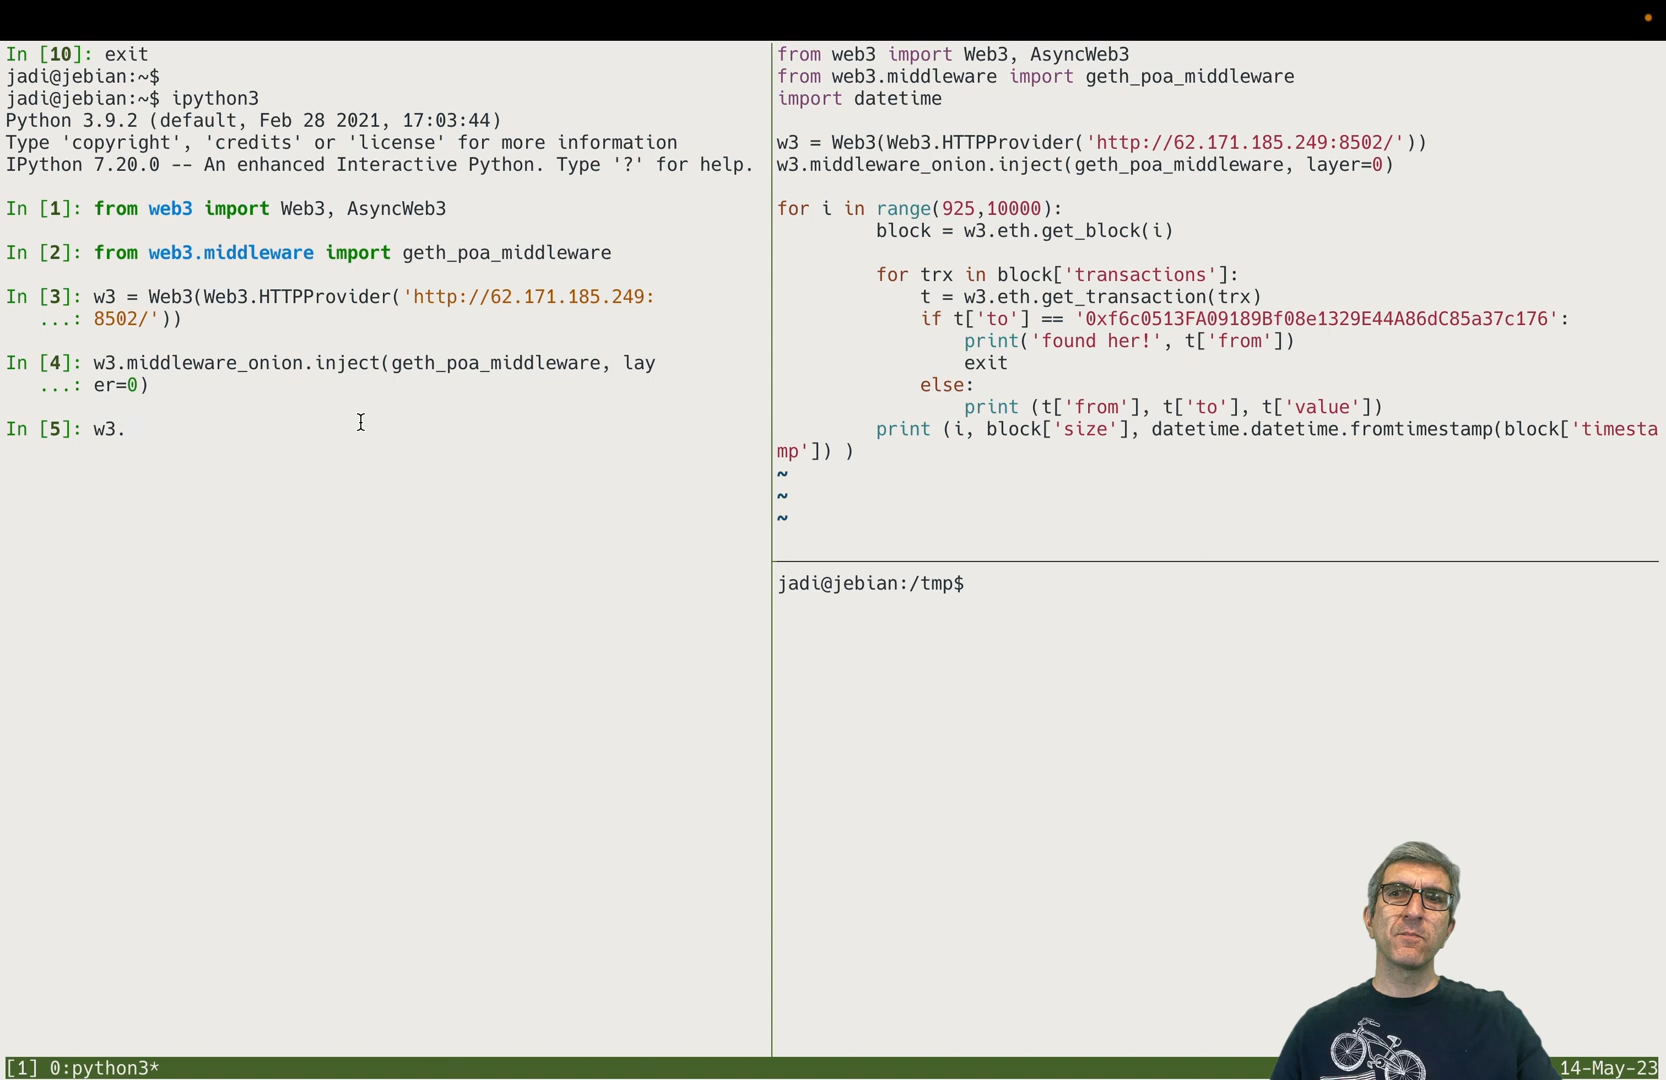 In [10]: exit
jadi@jebian:~$
jadi@jebian:~$ ipython3
Python 3.9.2 (default, Feb 28 2021, 17:03:44)
Type 'copyright', 'credits' or 'license' for more information
IPython 7.20.0 -- An enhanced Interactive Python. Type '?' for help.
In [1]: from web3 import Web3, AsyncWeb3
In [2]: from web3.middleware import geth_poa_middleware
In [3]: w3 = Web3(Web3.HTTPProvider('http://62.171.185.249:
...: 8502/'))
In [4]: w3.middleware_onion.inject(geth_poa_middleware, lay
...: er=0)
In [5]: w3.
from web3 import Web3, AsyncWeb3
from web3.middleware import geth_poa_middleware
import datetime
w3 = Web3(Web3.HTTPProvider('http://62.171.185.249:8502/'))
w3.middleware_onion.inject(geth_poa_middleware, layer=0)
for i in range(925,10000):
block = w3.eth.get_block(i)
for trx in block['transactions']:
t = w3.eth.get_transaction(trx)
if t['to'] == '0xf6c0513FA09189Bf08e1329E44A86dC85a37c176':
print('found her!', t['from'])
exit
else:
print (t['from'], t['to'], t['value'])
print (i, block['size'], datetime.datetime.fromtimestamp(block['timesta
mp']) )
~
~
~
jadi@jebian:/tmp$
[1] 0:python3*
14-May-23